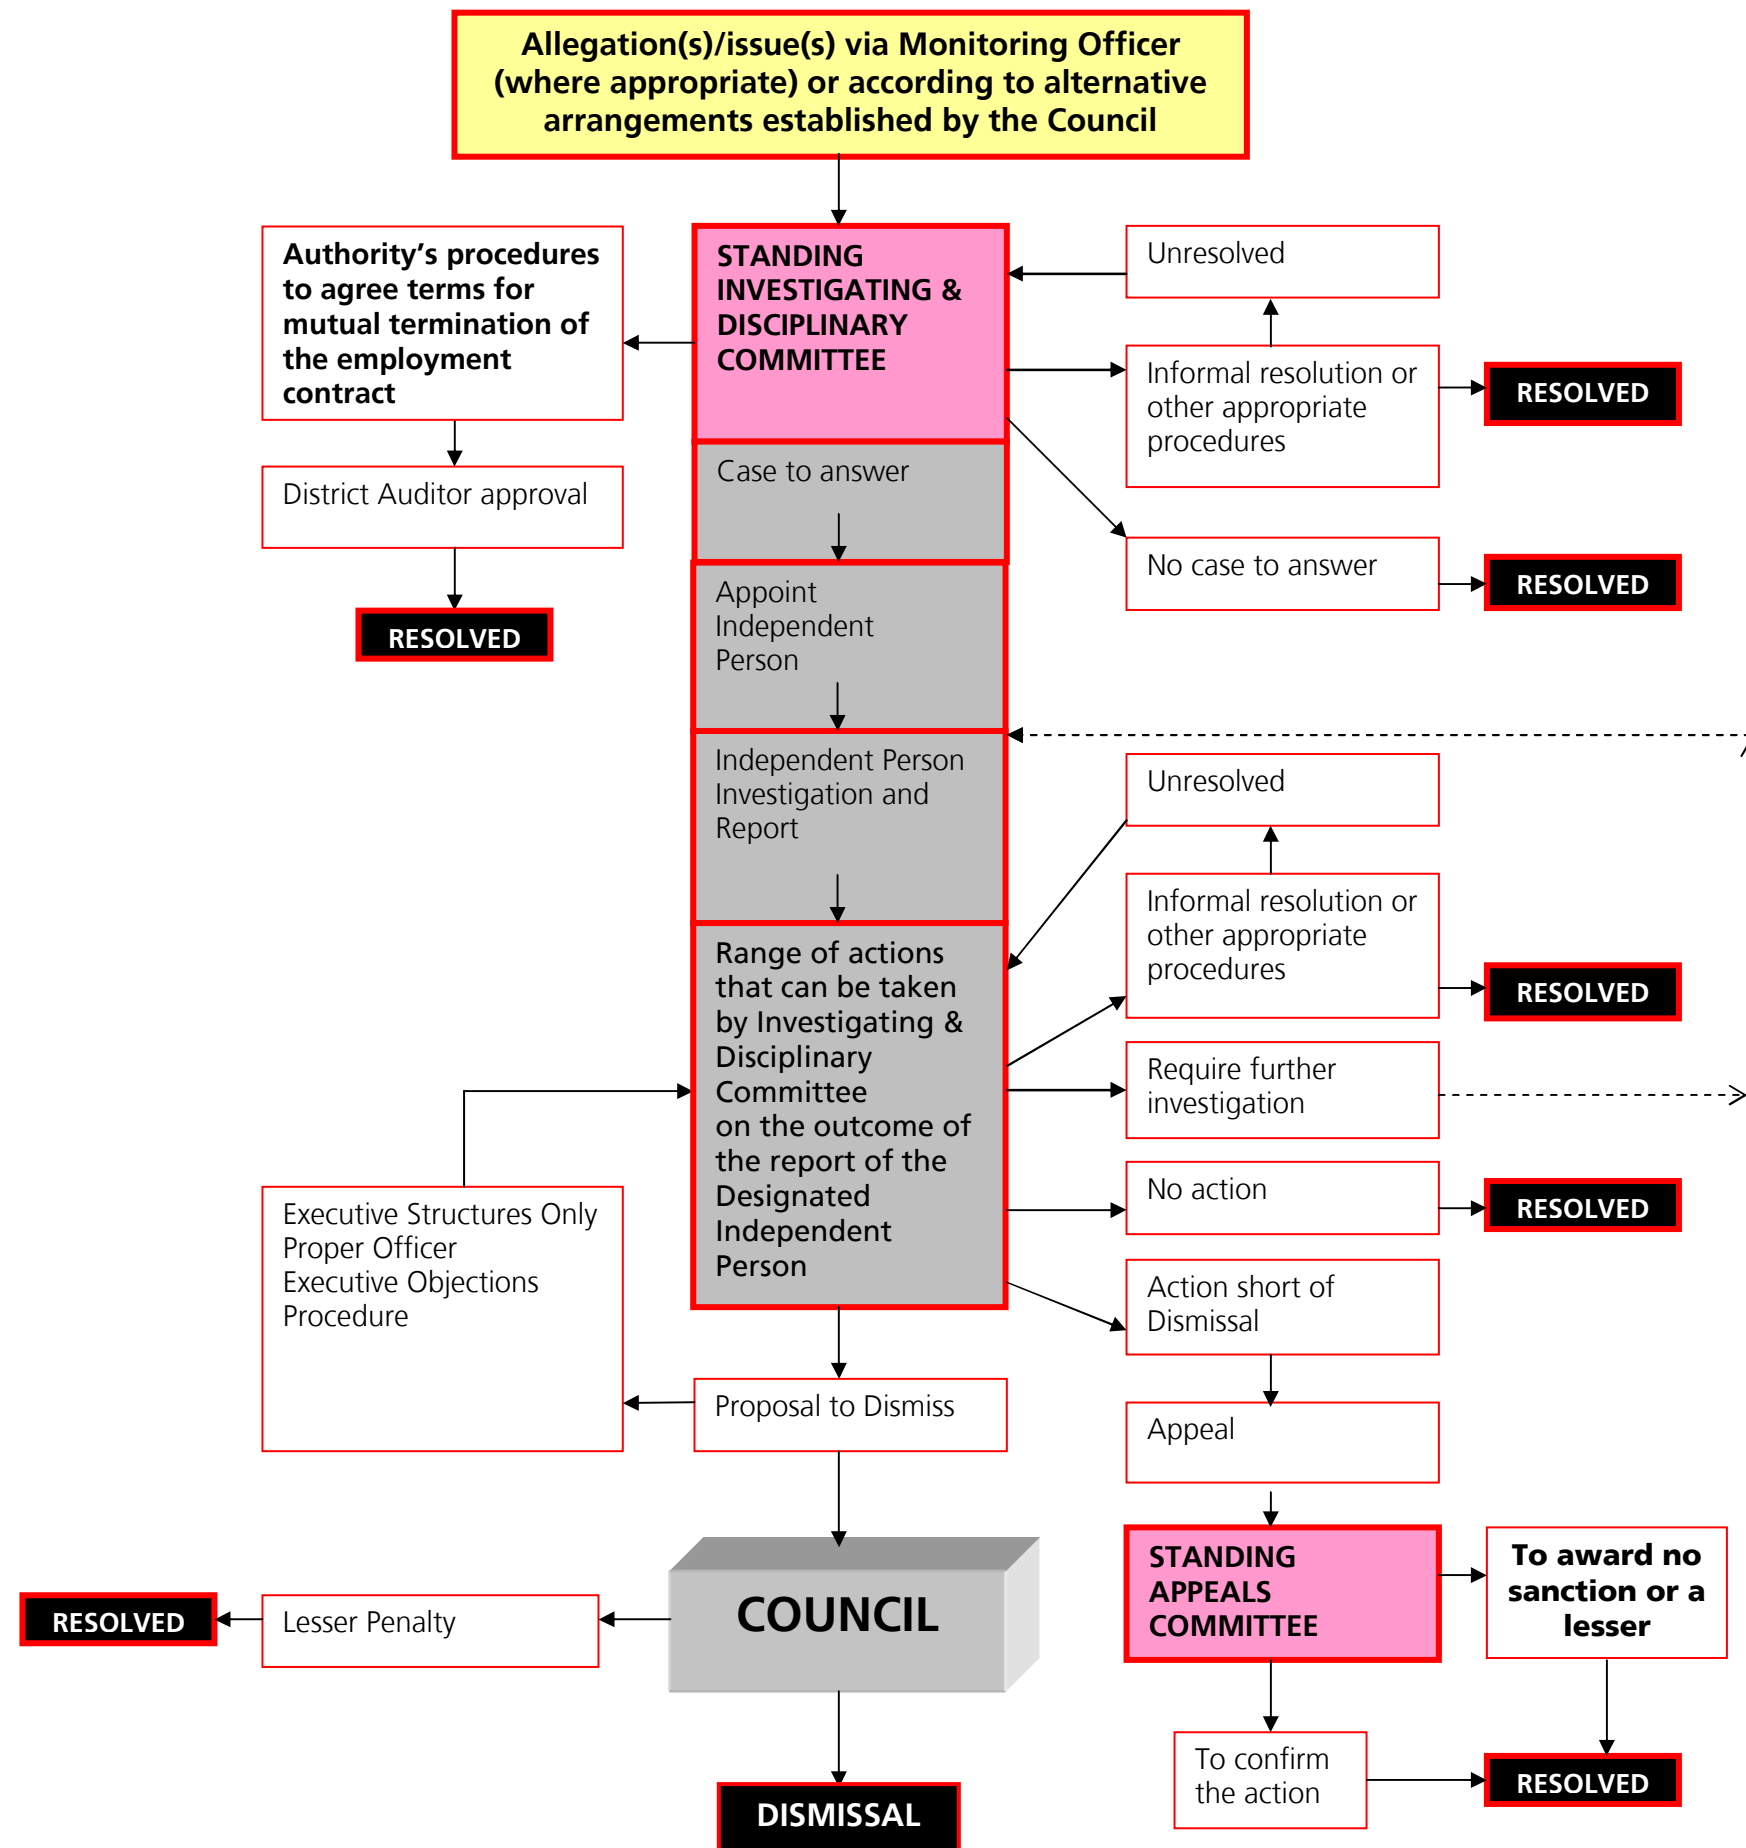 Allegation(s)/issue(s) via Monitoring Officer
(where appropriate) or according to alternative
arrangements established by the Council
Authority’s procedures
to agree terms for
mutual termination of
the employment
contract
STANDING
INVESTIGATING &
DISCIPLINARY
COMMITTEE
Unresolved
Informal resolution or
other appropriate
procedures
RESOLVED
District Auditor approval
Case to answer
No case to answer
RESOLVED
RESOLVED
Appoint
Independent
Person
Independent Person
Investigation and
Report
Unresolved
Informal resolution or
other appropriate
procedures
RESOLVED
Range of actions
that can be taken
by Investigating &
Disciplinary
Committee
on the outcome of
the report of the
Designated
Independent
Person
Require further
investigation
No action
RESOLVED
Executive Structures Only
Proper Officer
Executive Objections
Procedure
Action short of
Dismissal
Proposal to Dismiss
Appeal
STANDING
APPEALS
COMMITTEE
To award no
sanction or a
lesser
RESOLVED
Lesser Penalty
COUNCIL
To confirm
the action
RESOLVED
DISMISSAL